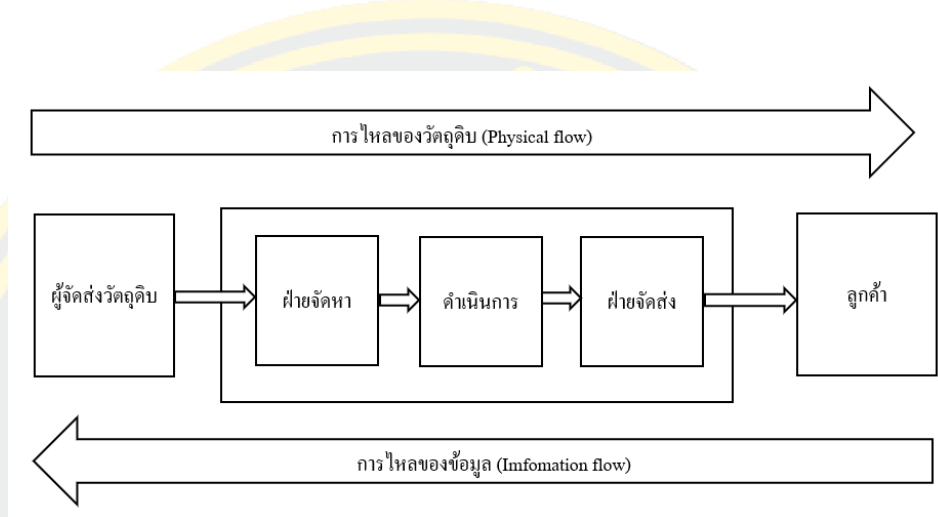 การไหลของวัตถุดิบ (Physical flow)
ผู้จัดส่งวัตถุดิบ
ฝ่ายจัดหา
ดำเนินการ
ฝ่ายจัดส่ง
ลูกค้า
การไหลของข้อมูล (Imfomation flow)